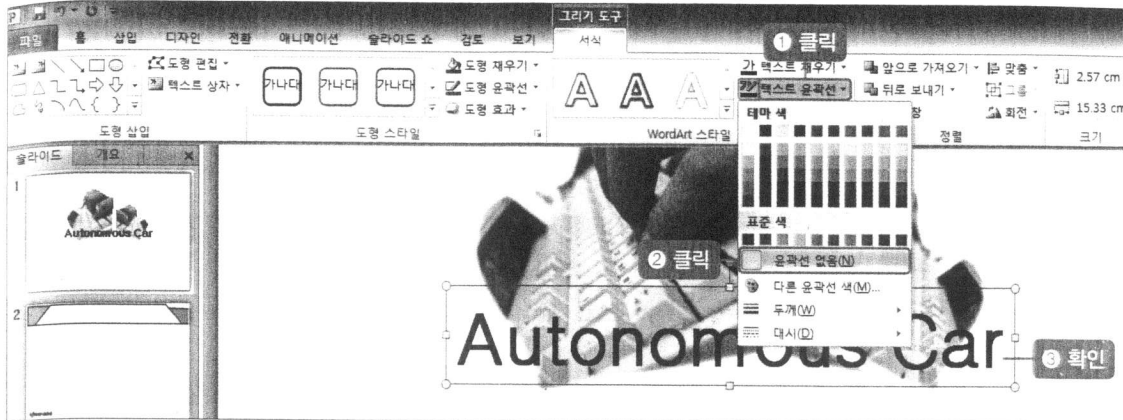 그리기 도구
파일 홈 삽입 디자인 전환 애니메이션 슬라이드 쇼 검토 보기 서식
① 클릭
도형 편집
텍스트 상자
도형 삽입
가나다 가나다 가나다
도형 채우기
도형 윤곽선
도형 효과
도형 스타일
A A A
가 텍스트 채우기
가 텍스트 윤곽선
WordArt 스타일
앞으로 가져오기
뒤로 보내기
창
맞춤
그룹
회전
정렬
2.57 cm
15.33 cm
크기
테마 색
표준 색
윤곽선 없음(N)
다른 윤곽선 색(M)...
두께(W)
대시(D)
② 클릭
슬라이드 개요
1
Autonomous Car
2
Autonomous Car
③ 확인